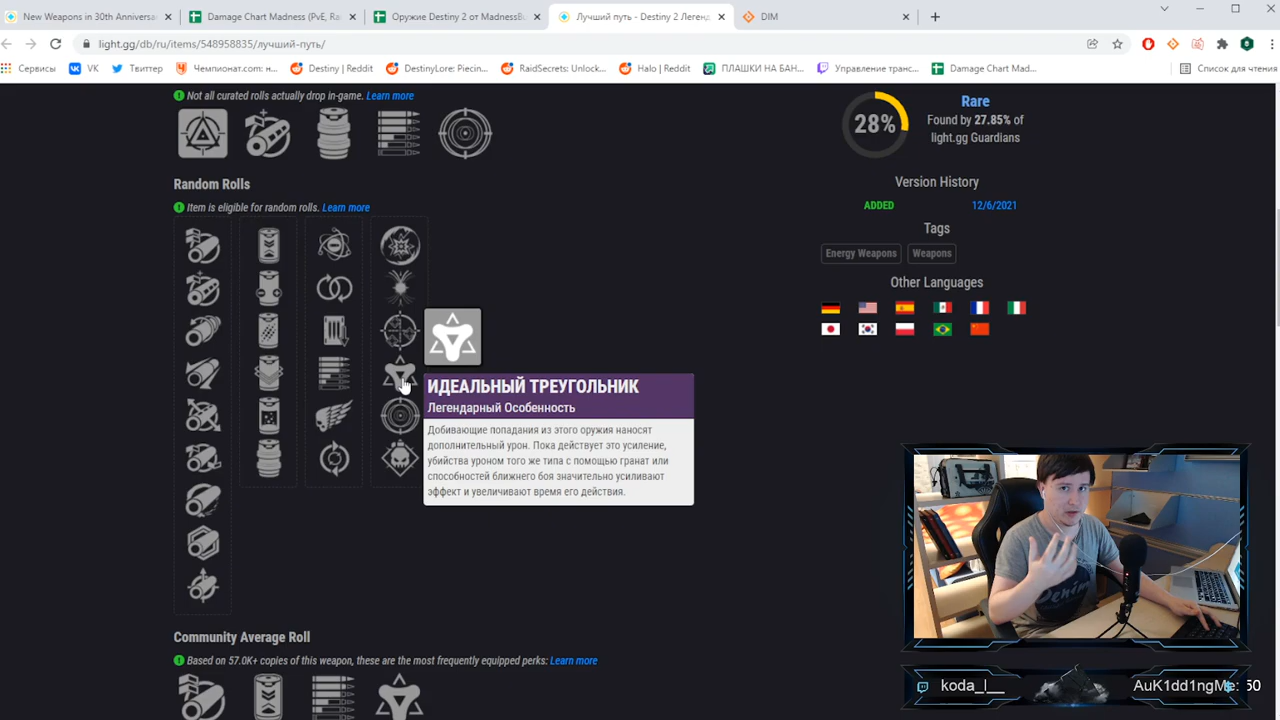 New Weapons in 30th Anniversa
Damage Chart Madness (PvE, Ra
Оружие Destiny 2 от MadnessBu
Лучший путь - Destiny 2 Леген
DIM
light.gg/db/ru/items/548958835/лучший-путь/
Сервисы
VK
Твиттер
Чемпионат.com: н...
Destiny | Reddit
DestinyLore: Piecin...
RaidSecrets: Unlock...
Halo | Reddit
ПЛАШКИ НА БАН...
Управление транс...
Damage Chart Mad...
Список для чтения
Not all curated rolls actually drop in-game. Learn more
28%
Rare
Found by 27.85% of
light.gg Guardians
Random Rolls
Item is eligible for random rolls. Learn more
Version History
ADDED
12/6/2021
Tags
Energy Weapons
Weapons
Other Languages
ИДЕАЛЬНЫЙ ТРЕУГОЛЬНИК
Легендарный Особенность
Добивающие попадания из этого оружия наносят
дополнительный урон. Пока действует это усиление,
убийства уроном того же типа с помощью гранат или
способностей ближнего боя значительно усиливают
эффект и увеличивают время его действия.
Community Average Roll
Based on 57.0K+ copies of this weapon, these are the most frequently equipped perks: Learn more
koda_l__
AuK1dd1ngMe: 50